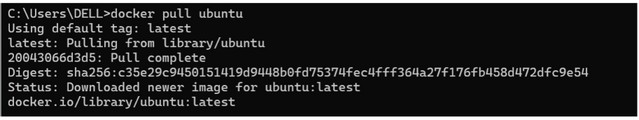 C:\Users\DELL>docker pull ubuntu
Using default tag: latest
latest: Pulling from library/ubuntu
20043066d3d5: Pull complete
Digest: sha256:c35e29c9450151419d9448b0fd75374fec4fff364a27f176fb458d472dfc9e54
Status: Downloaded newer image for ubuntu:latest
docker.io/library/ubuntu:latest